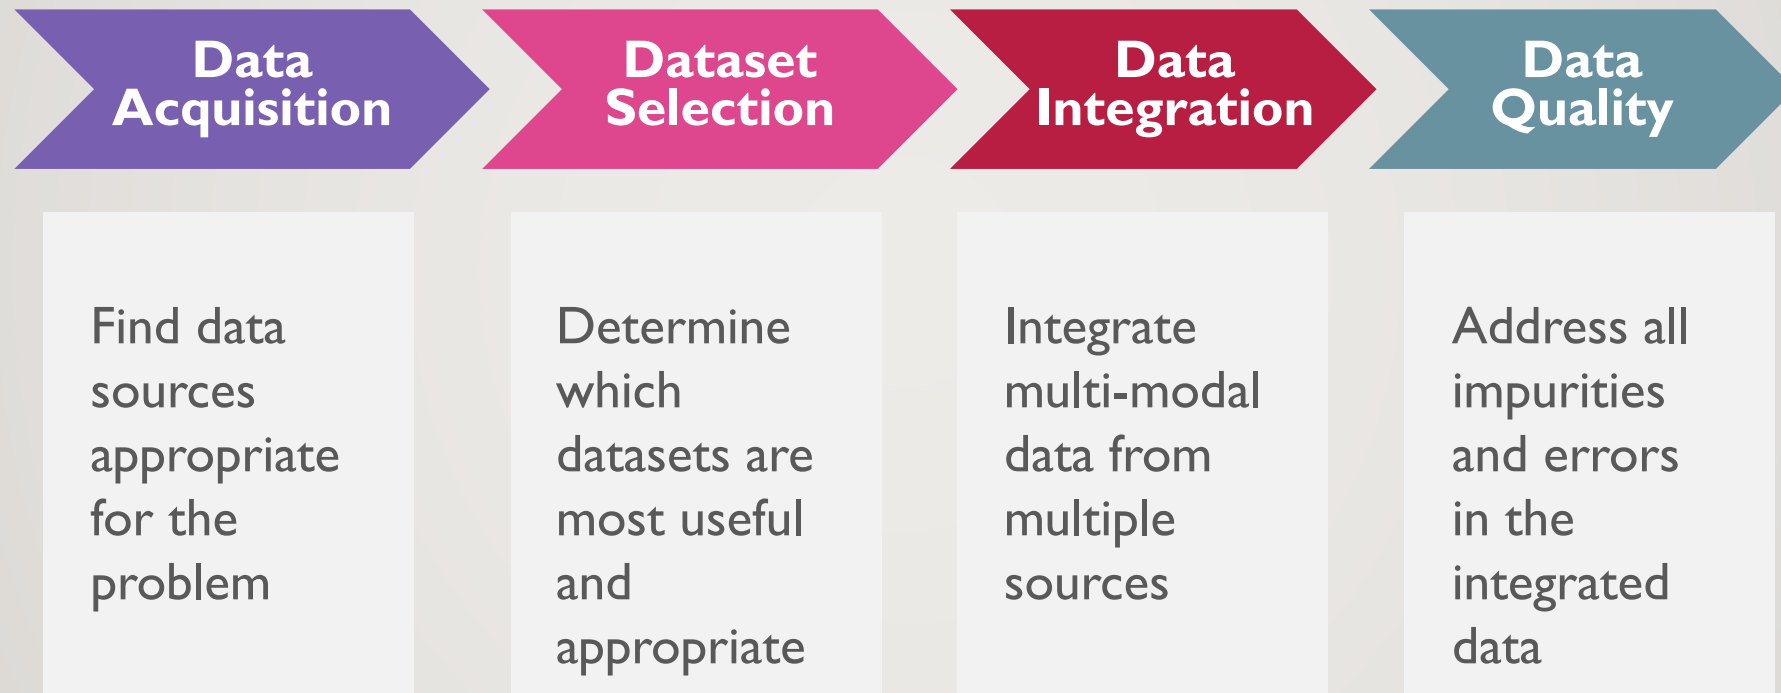 Data
Acquisition
Dataset
Selection
Data
Integration
Data
Quality
Find data
sources
appropriate
for the
problem
Determine
which
datasets are
most useful
and
appropriate
Integrate
multi-modal
data from
multiple
sources
Address all
impurities
and errors
in the
integrated
data